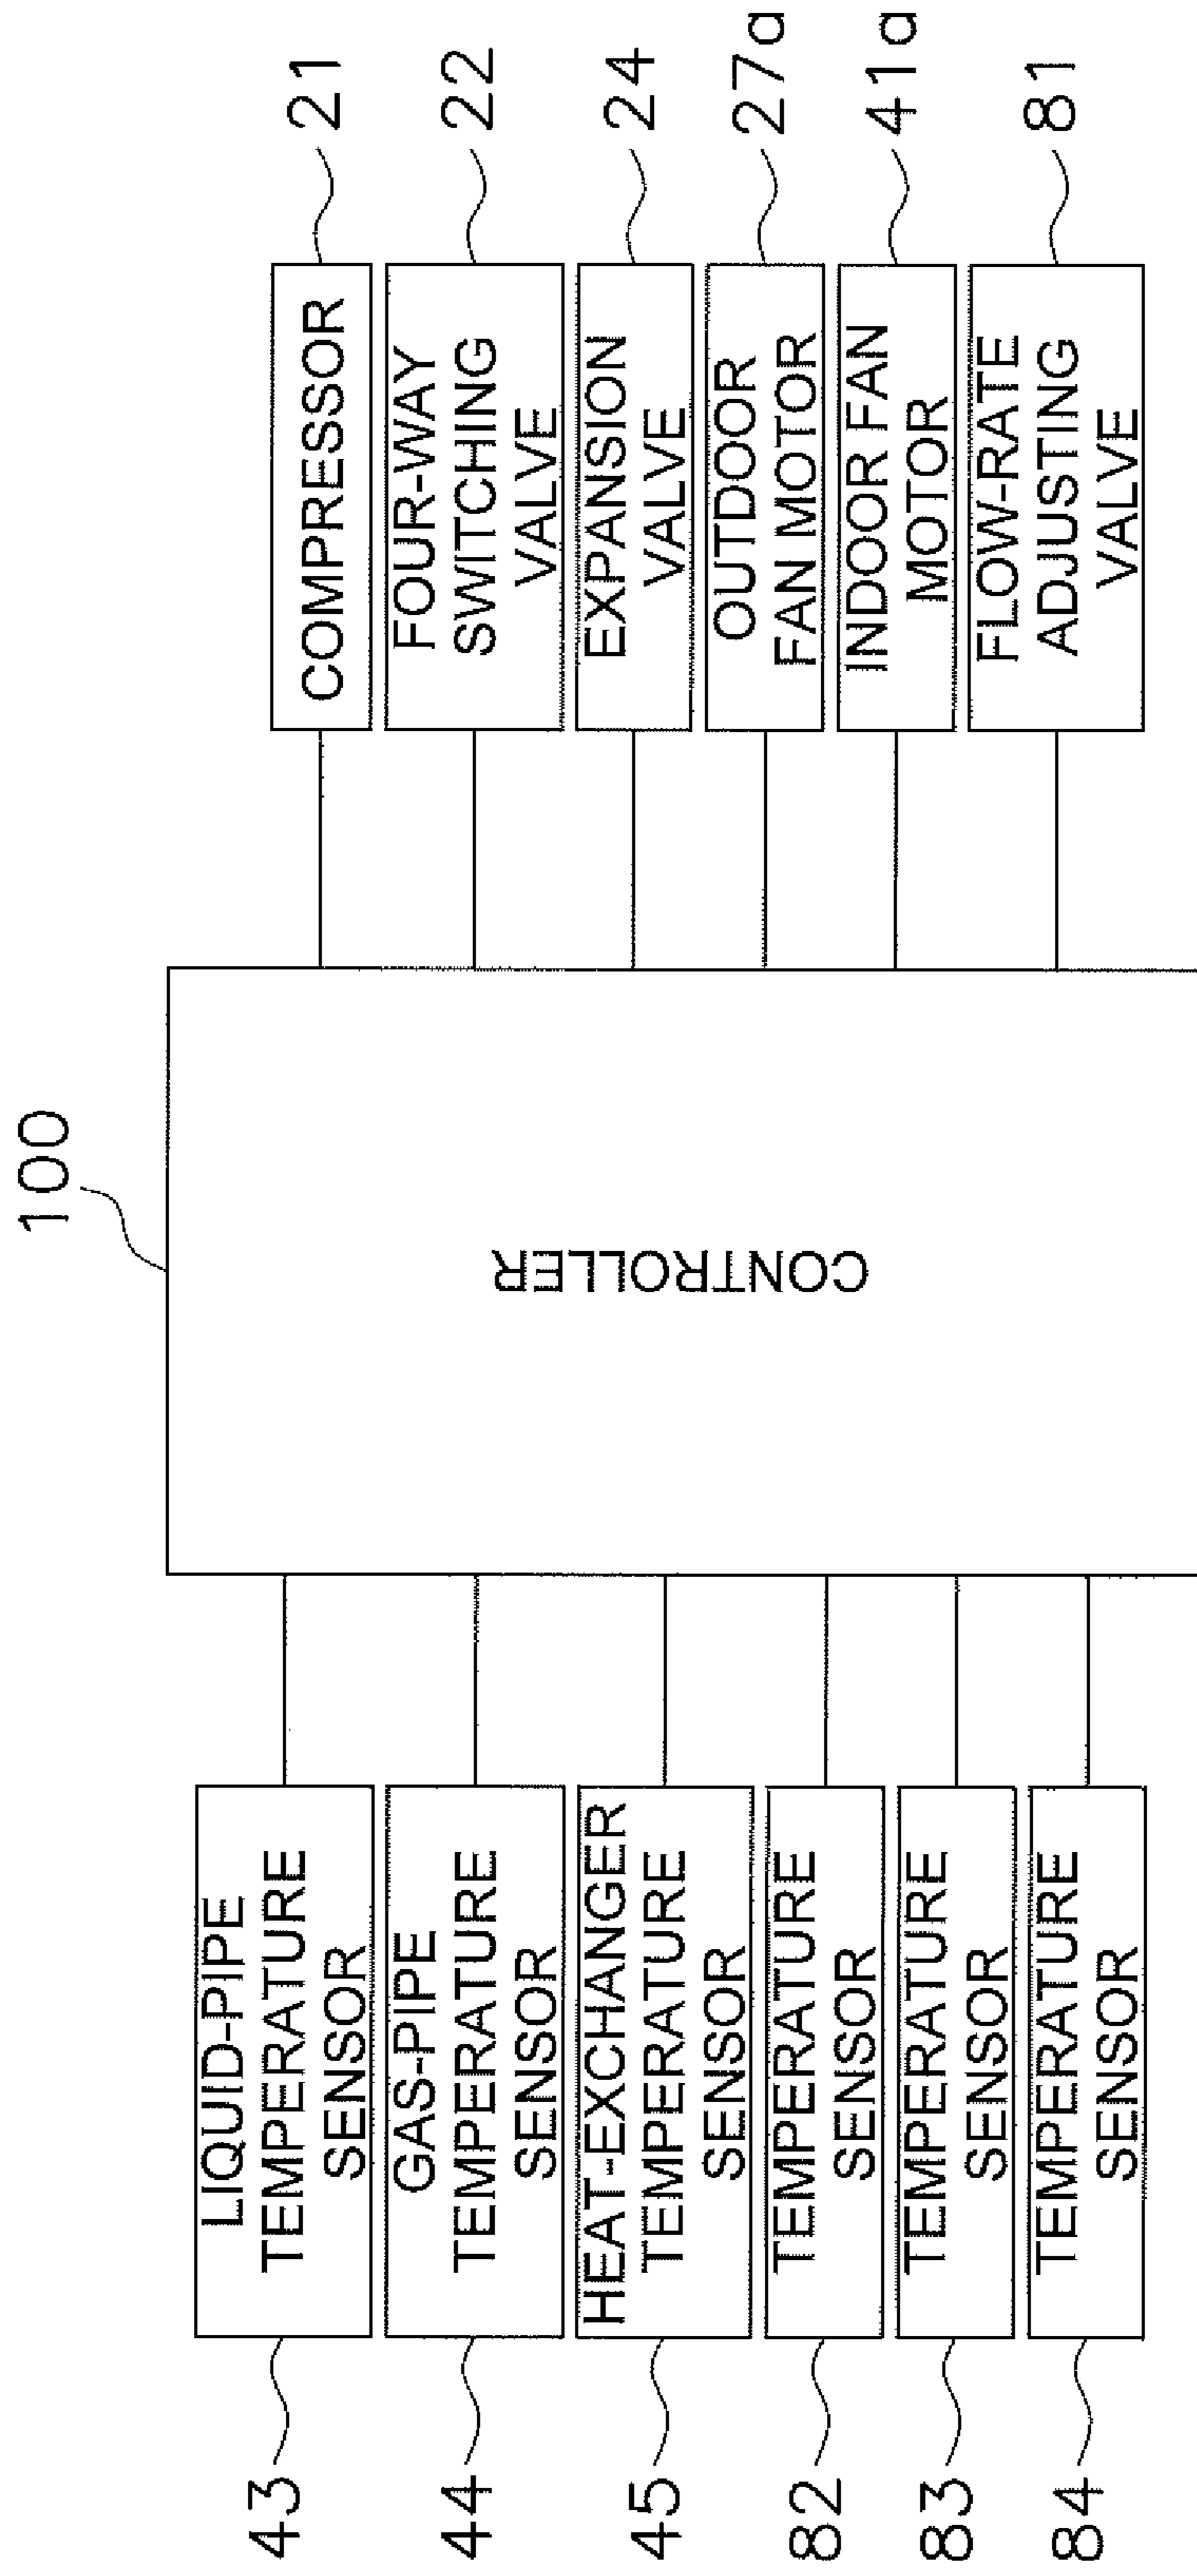 100
43
LIQUID-PIPE
TEMPERATURE
SENSOR
44
GAS-PIPE
TEMPERATURE
SENSOR
45
HEAT-EXCHANGER
TEMPERATURE
SENSOR
82
TEMPERATURE
SENSOR
83
TEMPERATURE
SENSOR
84
TEMPERATURE
SENSOR
CONTROLLER
COMPRESSOR
21
FOUR-WAY
SWITCHING
VALVE
22
EXPANSION
VALVE
24
OUTDOOR
FAN MOTOR
27a
INDOOR FAN
MOTOR
41a
FLOW-RATE
ADJUSTING
VALVE
81